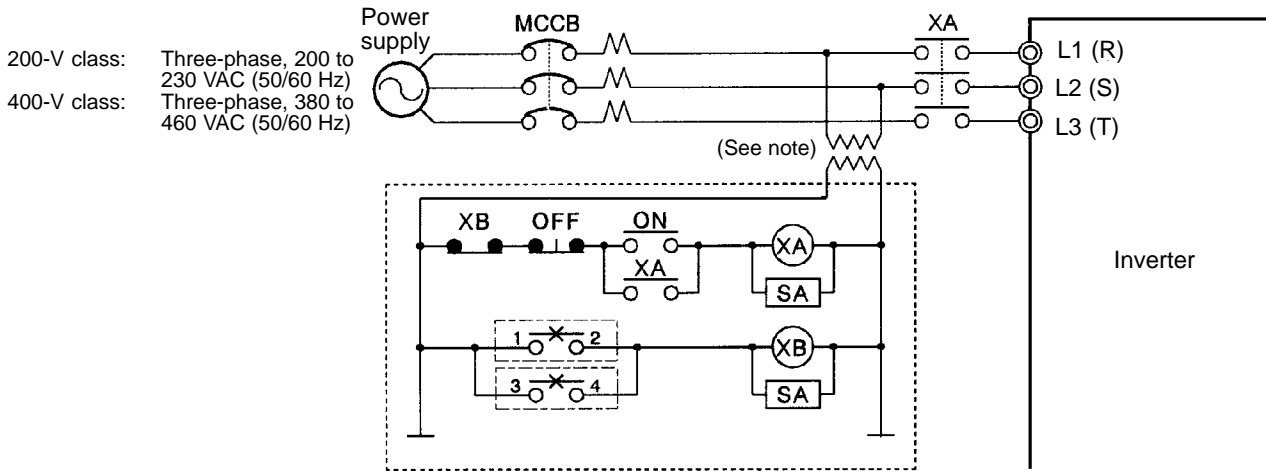 Power
supply
MCCB
XA
200-V class: Three-phase, 200 to
230 VAC (50/60 Hz)
400-V class: Three-phase, 380 to
460 VAC (50/60 Hz)
L1 (R)
L2 (S)
L3 (T)
(See note)
XB OFF ON
XA
XA
SA
Inverter
1 2
XB
3 4
SA